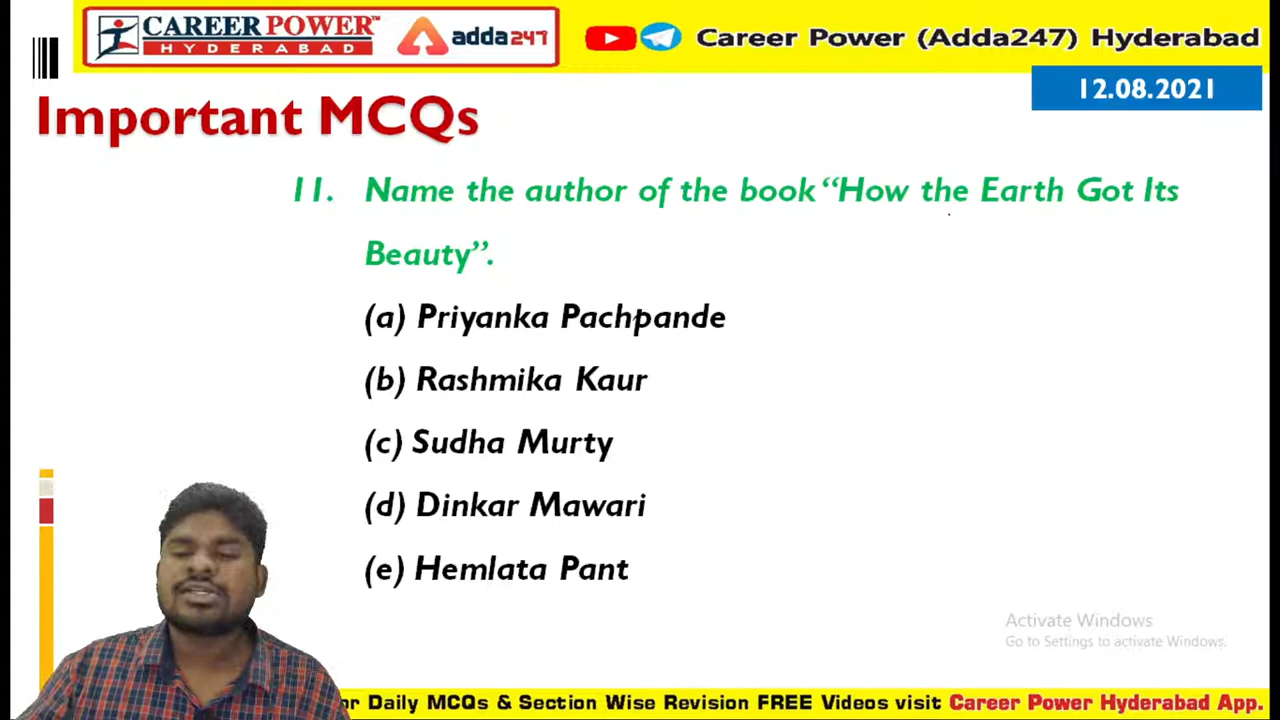 CAREER POWER™
HYDERABAD
adda247
Career Power (Adda247) Hyderabad
12.08.2021
Important MCQs
11. Name the author of the book “How the Earth Got Its
Beauty”.
(a) Priyanka Pachpande
(b) Rashmika Kaur
(c) Sudha Murty
(d) Dinkar Mawari
(e) Hemlata Pant
Activate Windows
Go to Settings to activate Windows.
Daily MCQs & Section Wise Revision FREE Videos visit Career Power Hyderabad App.